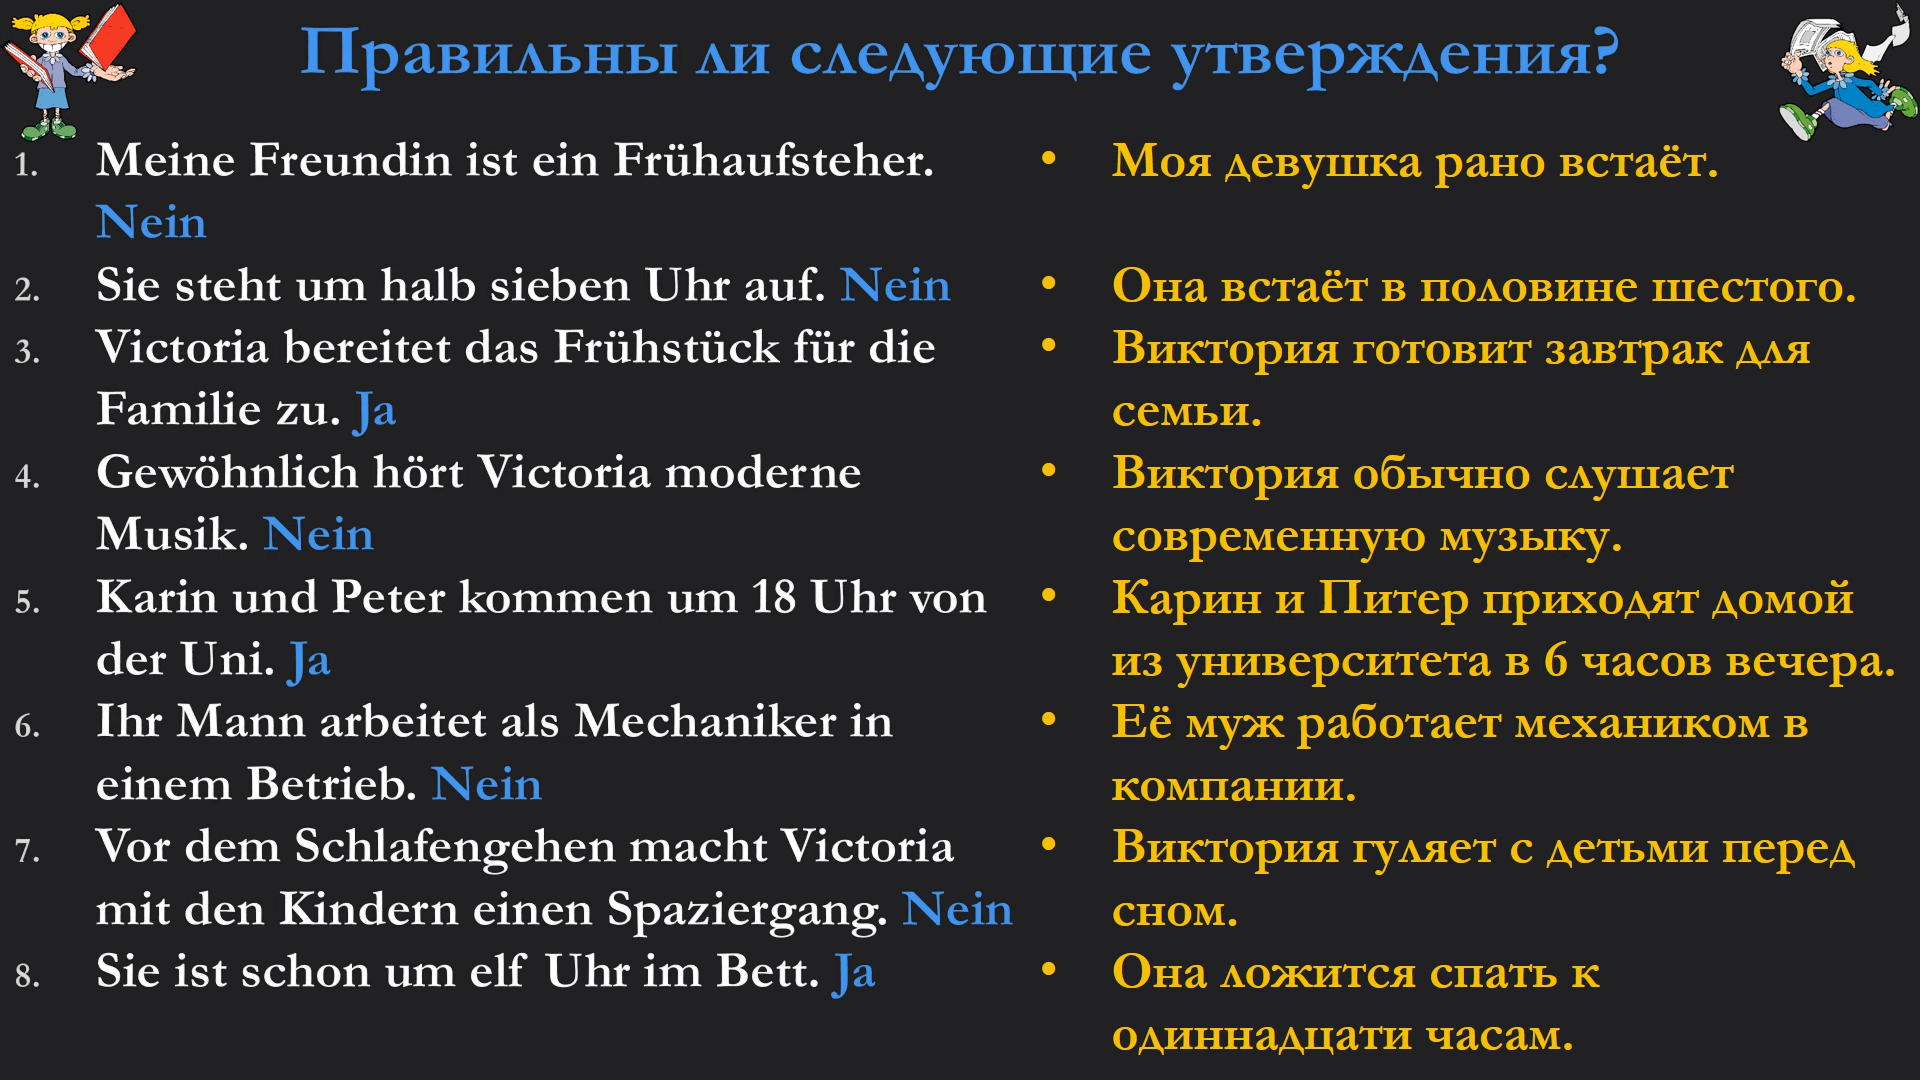 Правильны ли следующие утверждения?
1. Meine Freundin ist ein Frühaufsteher.
Nein
2. Sie steht um halb sieben Uhr auf. Nein
3. Victoria bereitet das Frühstück für die
Familie zu. Ja
4. Gewöhnlich hört Victoria moderne
Musik. Nein
5. Karin und Peter kommen um 18 Uhr von
der Uni. Ja
6. Ihr Mann arbeitet als Mechaniker in
einem Betrieb. Nein
7. Vor dem Schlafengehen macht Victoria
mit den Kindern einen Spaziergang. Nein
8. Sie ist schon um elf Uhr im Bett. Ja
• Моя девушка рано встаёт.
• Она встаёт в половине шестого.
• Виктория готовит завтрак для
семьи.
• Виктория обычно слушает
современную музыку.
• Карин и Питер приходят домой
из университета в 6 часов вечера.
• Её муж работает механиком в
компании.
• Виктория гуляет с детьми перед
сном.
• Она ложится спать к
одиннадцати часам.